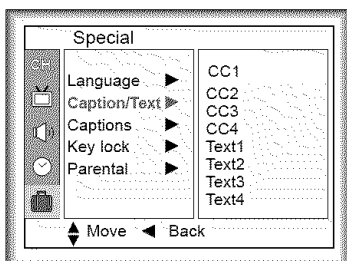 Special
CH
Language
Caption/Text
Captions
Key lock
Parental
CC1
CC2
CC3
CC4
Text1
Text2
Text3
Text4
Move Back